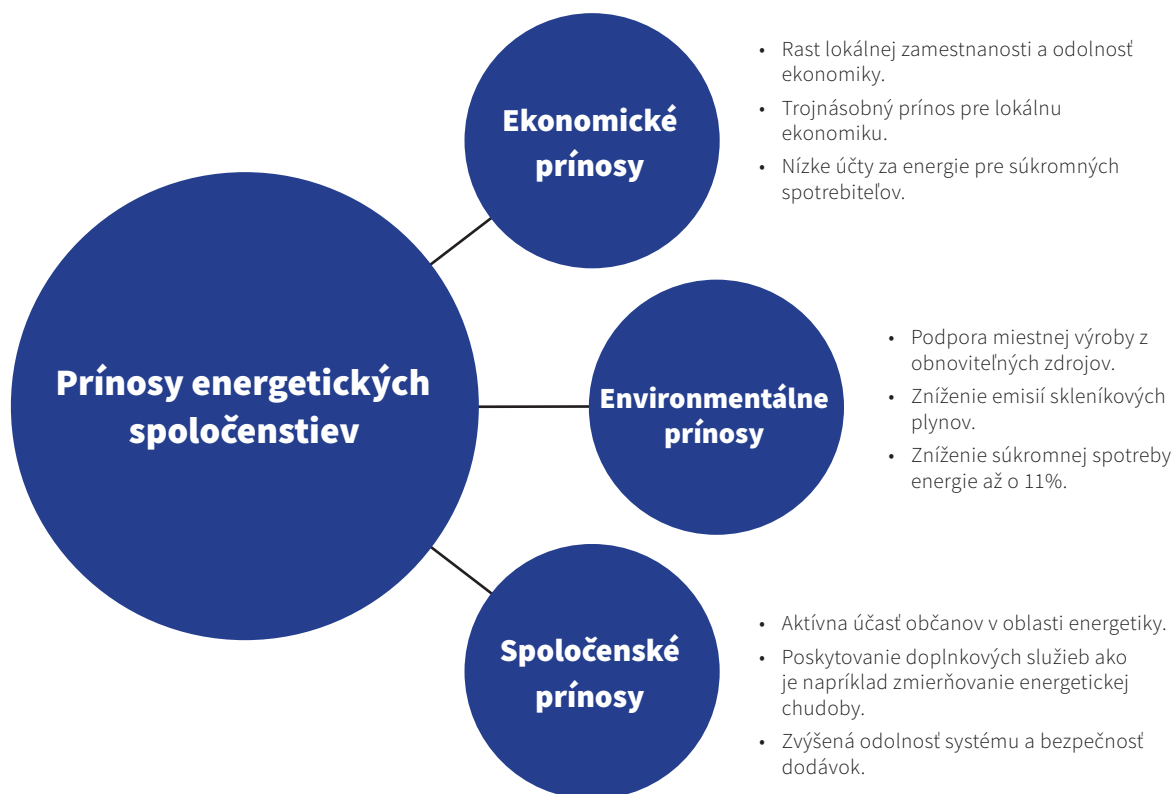 Prínosy energetických
spoločenstiev
Ekonomické
prínosy
• Rast lokálnej zamestnanosti a odolnosť
ekonomiky.
• Trojnásobný prínos pre lokálnu
ekonomiku.
• Nízke účty za energie pre súkromných
spotrebiteľov.
Environmentálne
prínosy
• Podpora miestnej výroby z
obnoviteľných zdrojov.
• Zníženie emisií skleníkových
plynov.
• Zníženie súkromnej spotreby
energie až o 11%.
Spoločenské
prínosy
• Aktívna účasť občanov v oblasti energetiky.
• Poskytovanie doplnkových služieb ako
je napríklad zmierňovanie energetickej
chudoby.
• Zvýšená odolnosť systému a bezpečnosť
dodávok.